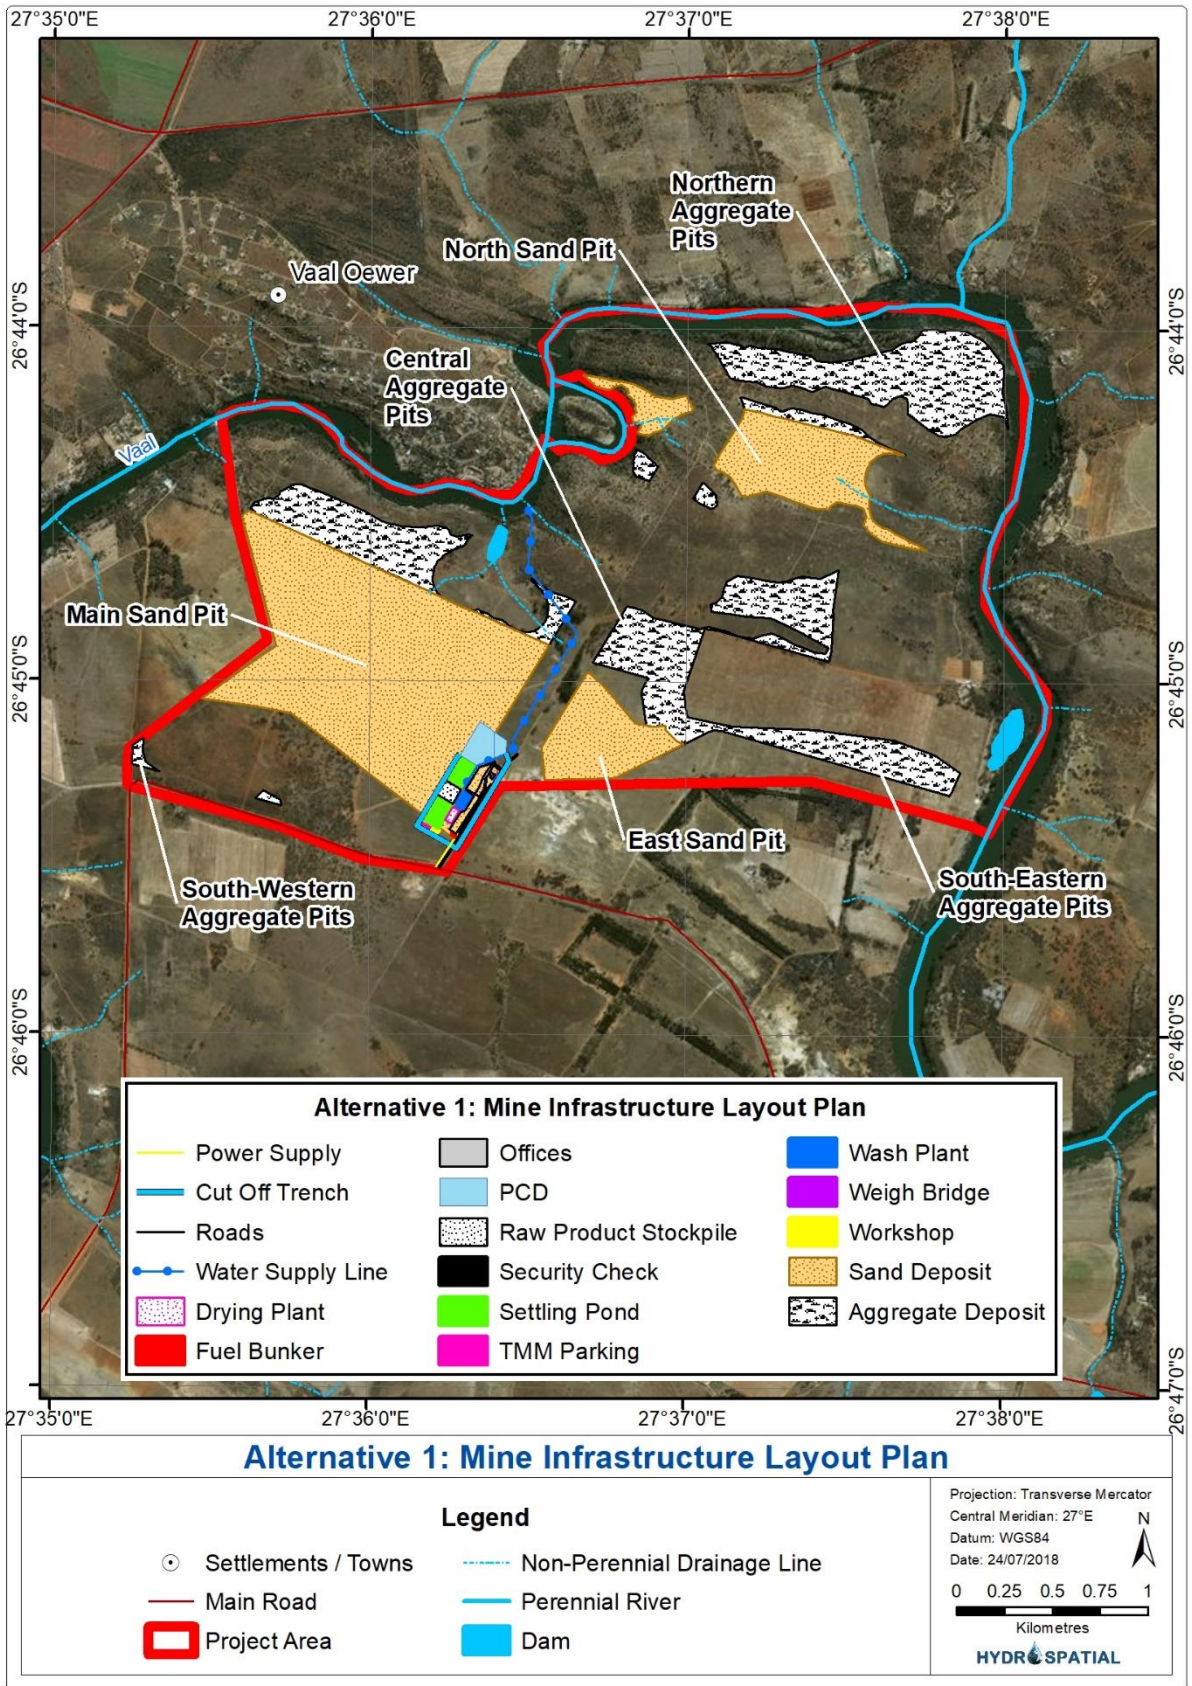 27°35'0"E 27°36'0"E 27°37'0"E 27°38'0"E
Northern
Aggregate
Pits
North Sand Pit
Vaal Oewer
26°44'0"S 26°44'0"S
Central
Aggregate
Pits
Vaal
Main Sand Pit
26°45'0"S 26°45'0"S
East Sand Pit
South-Western
Aggregate Pits
South-Eastern
Aggregate Pits
26°46'0"S 26°46'0"S
Alternative 1: Mine Infrastructure Layout Plan
Power Supply
Cut Off Trench
Roads
Water Supply Line
Drying Plant
Fuel Bunker
Offices
PCD
Raw Product Stockpile
Security Check
Settling Pond
TMM Parking
Wash Plant
Weigh Bridge
Workshop
Sand Deposit
Aggregate Deposit
26°47'0"S
27°35'0"E 27°36'0"E 27°37'0"E 27°38'0"E
Alternative 1: Mine Infrastructure Layout Plan
Legend
Settlements / Towns
Main Road
Project Area
Non-Perennial Drainage Line
Perennial River
Dam
Projection: Transverse Mercator
Central Meridian: 27°E
Datum: WGS84
Date: 24/07/2018
N
0 0.25 0.5 0.75 1
Kilometres
HYDROSPATIAL